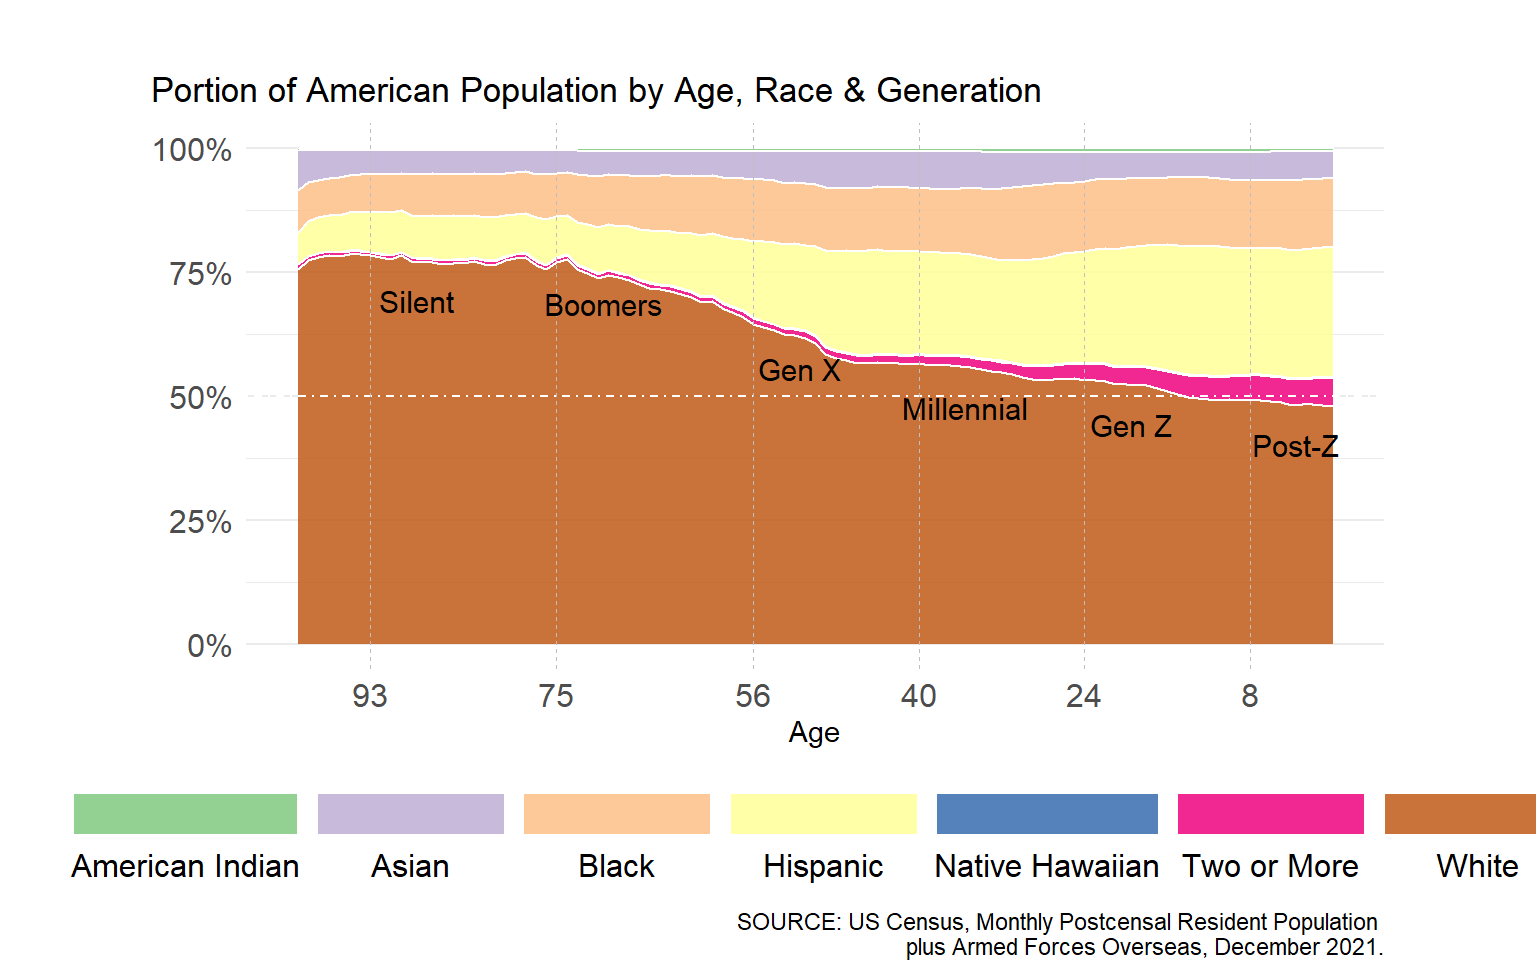 Portion of American Population by Age, Race & Generation
100%
75%
50%
25%
0%
Silent
Boomers
Gen X
Millennial
Gen Z
Post-Z
93 75 56 40 24 8
Age
American Indian Asian Black Hispanic Native Hawaiian Two or More White
SOURCE: US Census, Monthly Postcensal Resident Population
plus Armed Forces Overseas, December 2021.